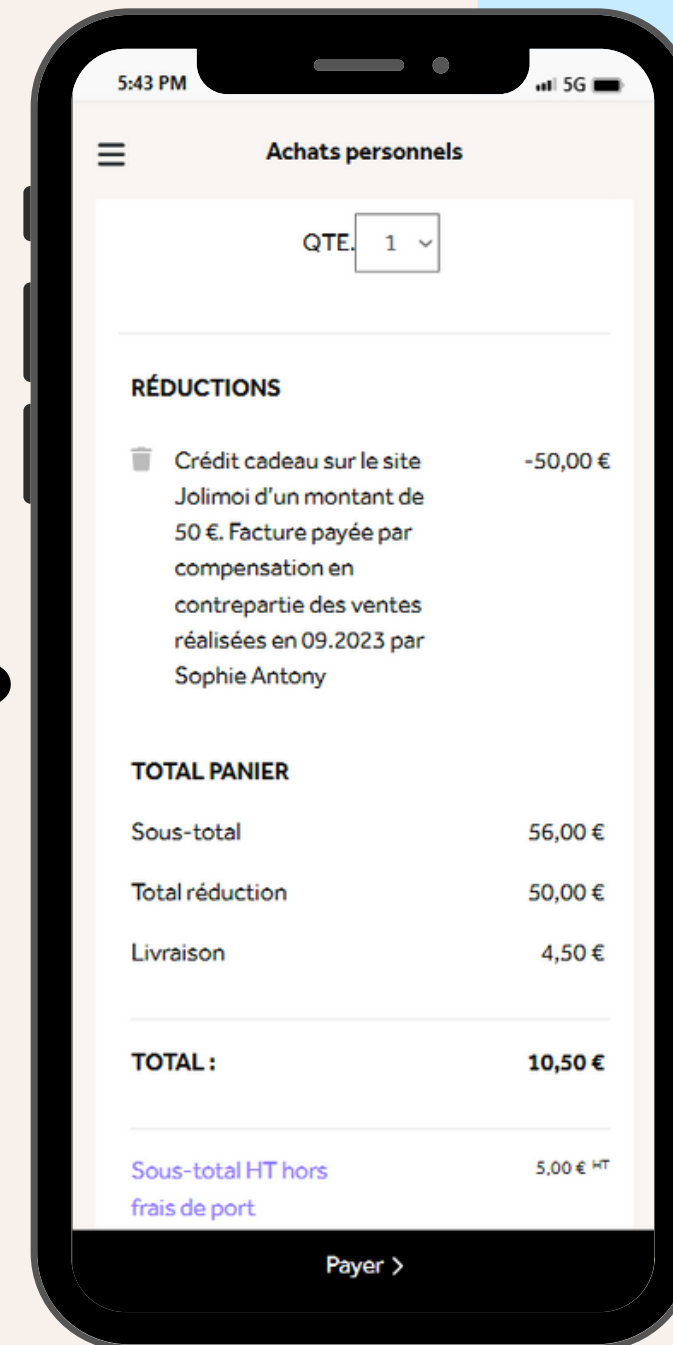 5:43 PM 5G
Achats personnels
QTE. 1
RÉDUCTIONS
Crédit cadeau sur le site -50,00 €
Jolimoi d'un montant de
50 €. Facture payée par
compensation en
contrepartie des ventes
réalisées en 09.2023 par
Sophie Antony
TOTAL PANIER
Sous-total 56,00 €
Total réduction 50,00 €
Livraison 4,50 €
TOTAL : 10,50 €
Sous-total HT hors 5,00 € HT
frais de port
Payer >